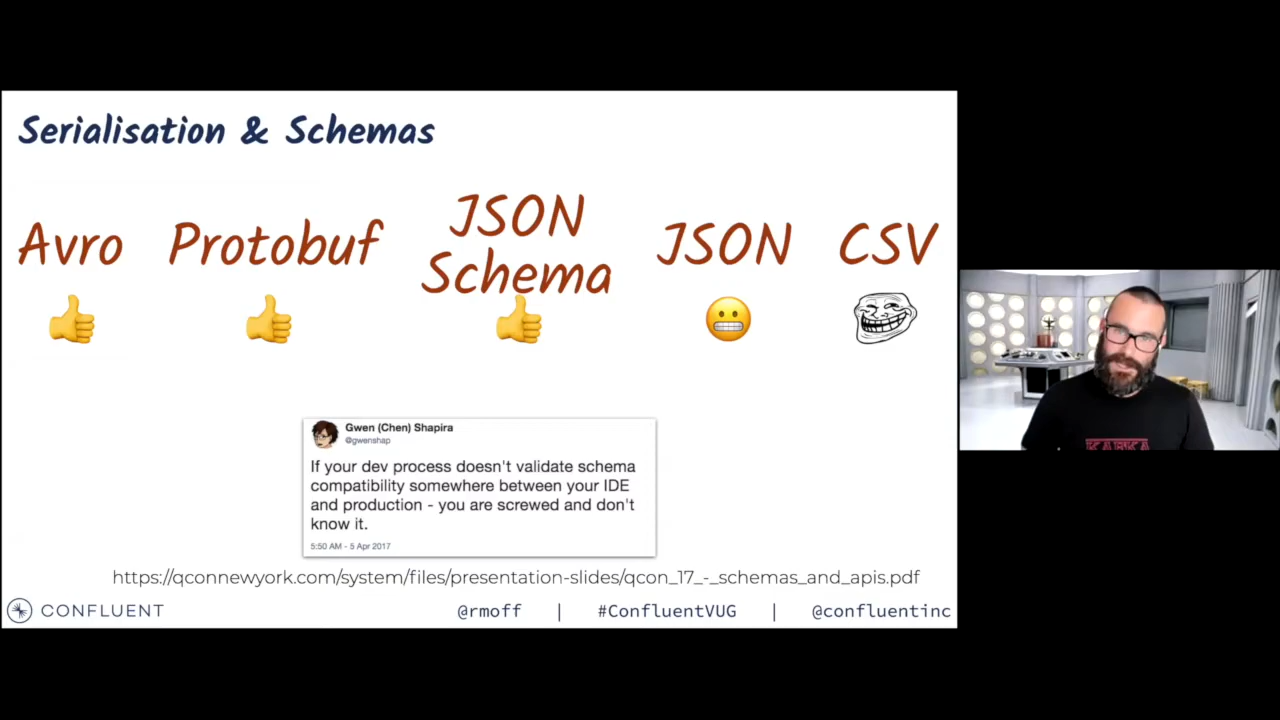 Serialisation & Schemas
Avro
Protobuf
JSON
Schema
JSON
CSV
Gwen (Chen) Shapira
@gwenshap
If your dev process doesn't validate schema
compatibility somewhere between your IDE
and production - you are screwed and don't
know it.
5:50 AM - 5 Apr 2017
https://qconnewyork.com/system/files/presentation-slides/qcon_17_-_schemas_and_apis.pdf
CONFLUENT
@rmoff | #ConfluentVUG | @confluentinc
KAFKA